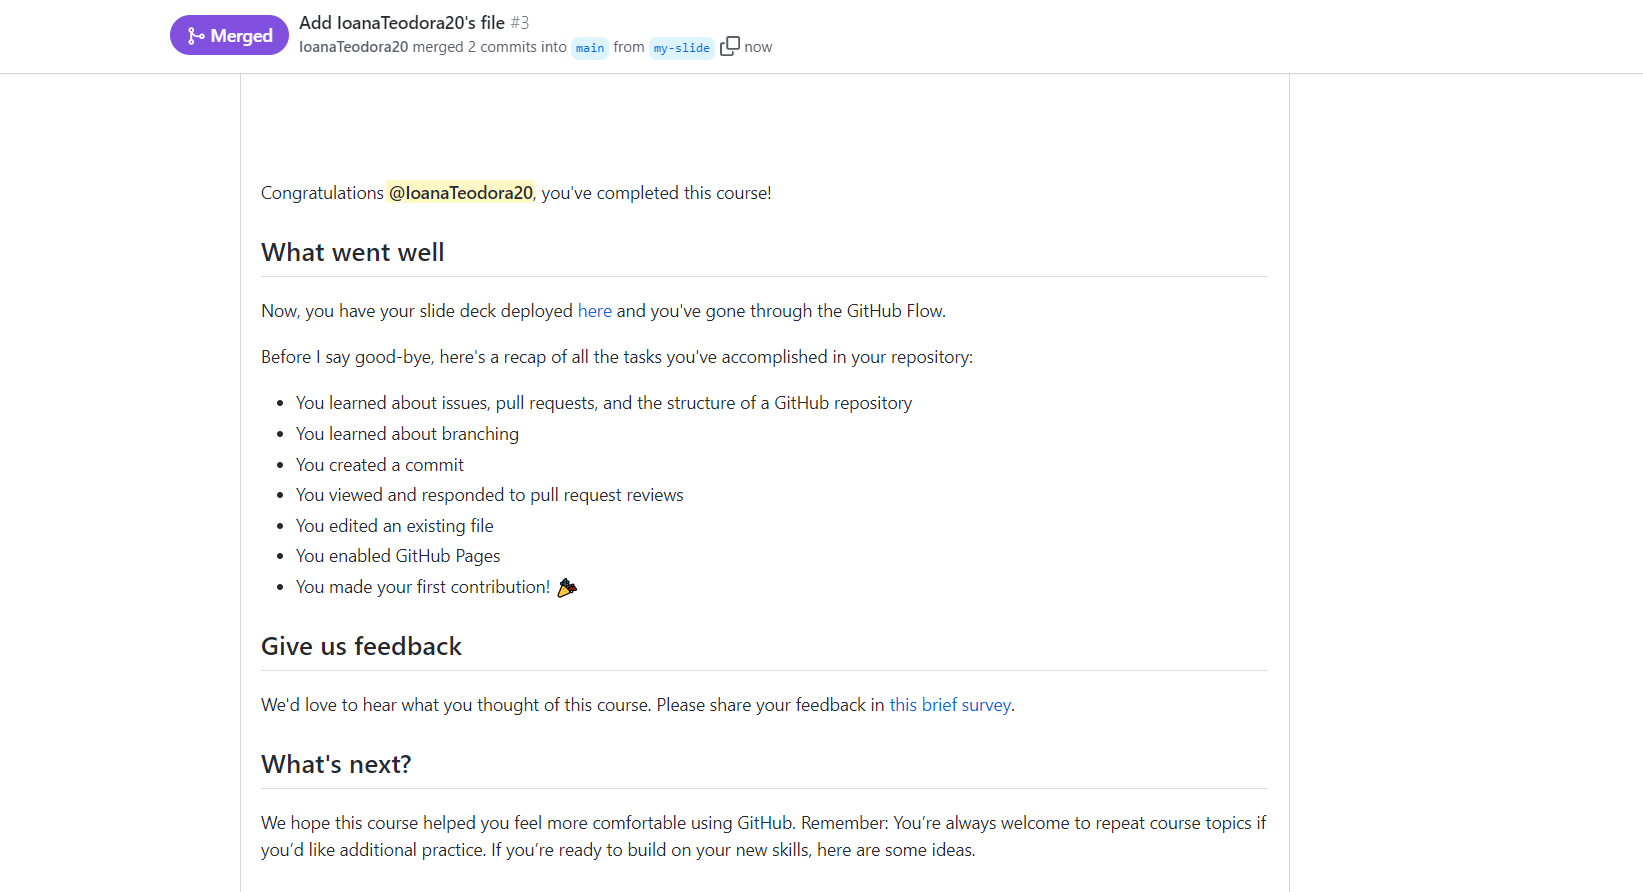 Merged
Add IoanaTeodora20's file #3
IoanaTeodora20 merged 2 commits into main from my-slide now
Congratulations @IoanaTeodora20, you've completed this course!
What went well
Now, you have your slide deck deployed here and you've gone through the GitHub Flow.
Before I say good-bye, here's a recap of all the tasks you've accomplished in your repository:
• You learned about issues, pull requests, and the structure of a GitHub repository
• You learned about branching
• You created a commit
• You viewed and responded to pull request reviews
• You edited an existing file
• You enabled GitHub Pages
• You made your first contribution! 🎉
Give us feedback
We'd love to hear what you thought of this course. Please share your feedback in this brief survey.
What's next?
We hope this course helped you feel more comfortable using GitHub. Remember: You’re always welcome to repeat course topics if
you’d like additional practice. If you’re ready to build on your new skills, here are some ideas.